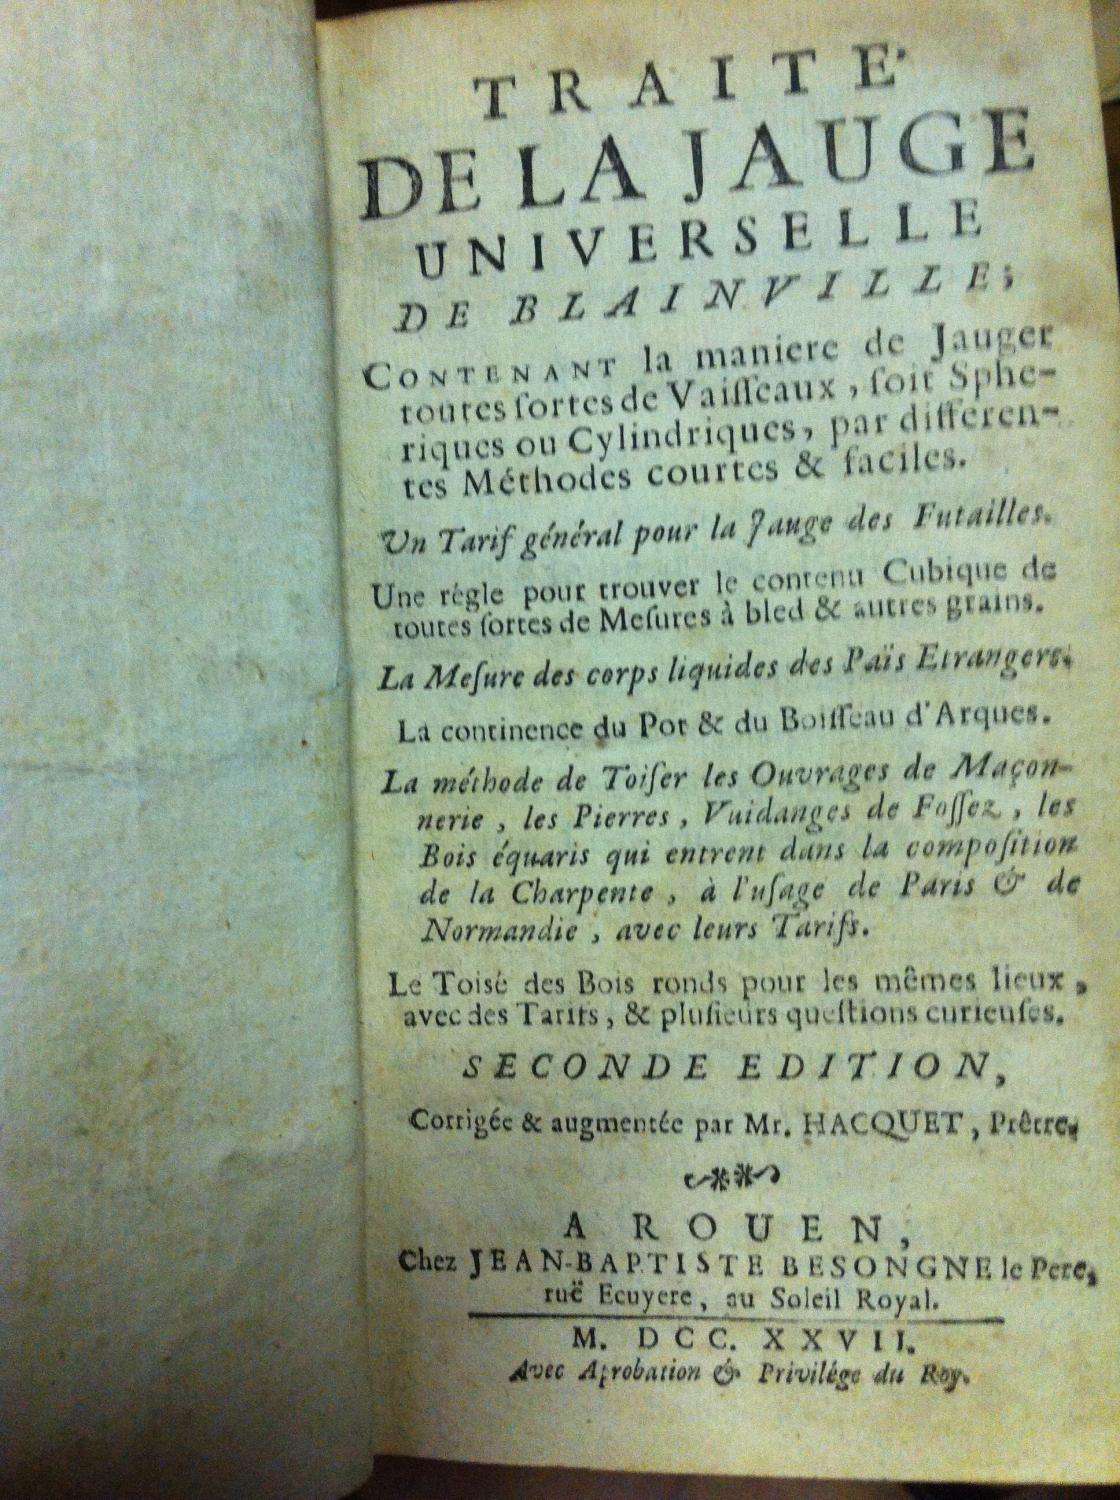 TRAITÉ
DE LA JAUGE
UNIVERSELLE
DE BLAINVILLE;
CONTENANT la maniere de Jauger
toutes ſortes de Vaiſſeaux, ſoit Sphe-
riques ou Cylindriques, par differen-
tes Méthodes courtes & faciles.
Un Tarif général pour la Jauge des Futailles.
Une régle pour trouver le contenu Cubique de
toutes ſortes de Meſures à bled & autres grains.
La Meſure des corps liquides des Païs Etrangers.
La continence du Pot & du Boiſſeau d'Arques.
La méthode de Toiſer les Ouvrages de Maçon-
nerie, les Pierres, Vuidanges de Foſſez, les
Bois équaris qui entrent dans la compoſition
de la Charpente, à l'uſage de Paris & de
Normandie, avec leurs Tarifs.
Le Toisé des Bois ronds pour les mêmes lieux,
avec des Tarifs, & pluſieurs queſtions curieuſes.
SECONDE EDITION,
Corrigée & augmentée par Mr. HACQUET, Prêtre.
A ROUEN,
Chez JEAN-BAPTISTE BESONGNE le Pere,
ruë Ecuyere, au Soleil Royal.
M. DCC. XXVII.
Avec Aprobation & Privilége du Roy.